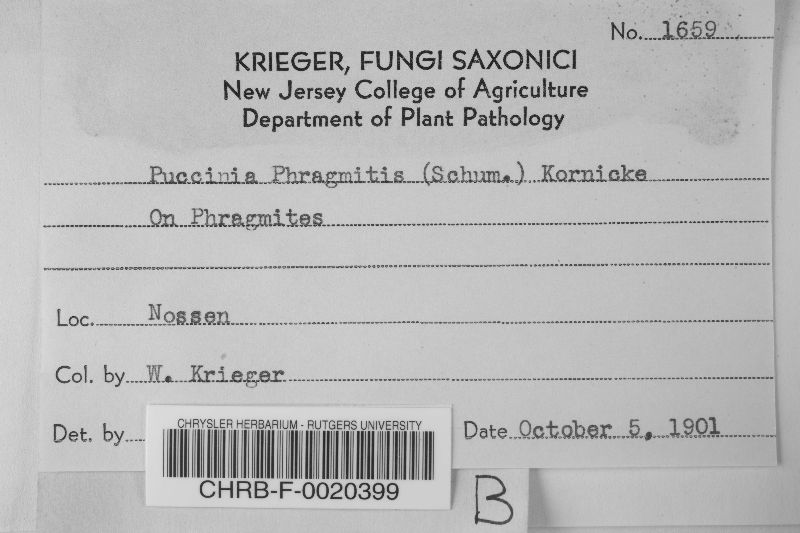 No. 1659
KRIEGER, FUNGI SAXONICI
New Jersey College of Agriculture
Department of Plant Pathology
Puccinia Phragmitis (Schum.) Kornicke
On Phragmites
Loc. Nossen
Col. by W. Krieger
Det. by
Date October 5, 1901
CHRYSLER HERBARIUM - RUTGERS UNIVERSITY
CHRB-F-0020399
B